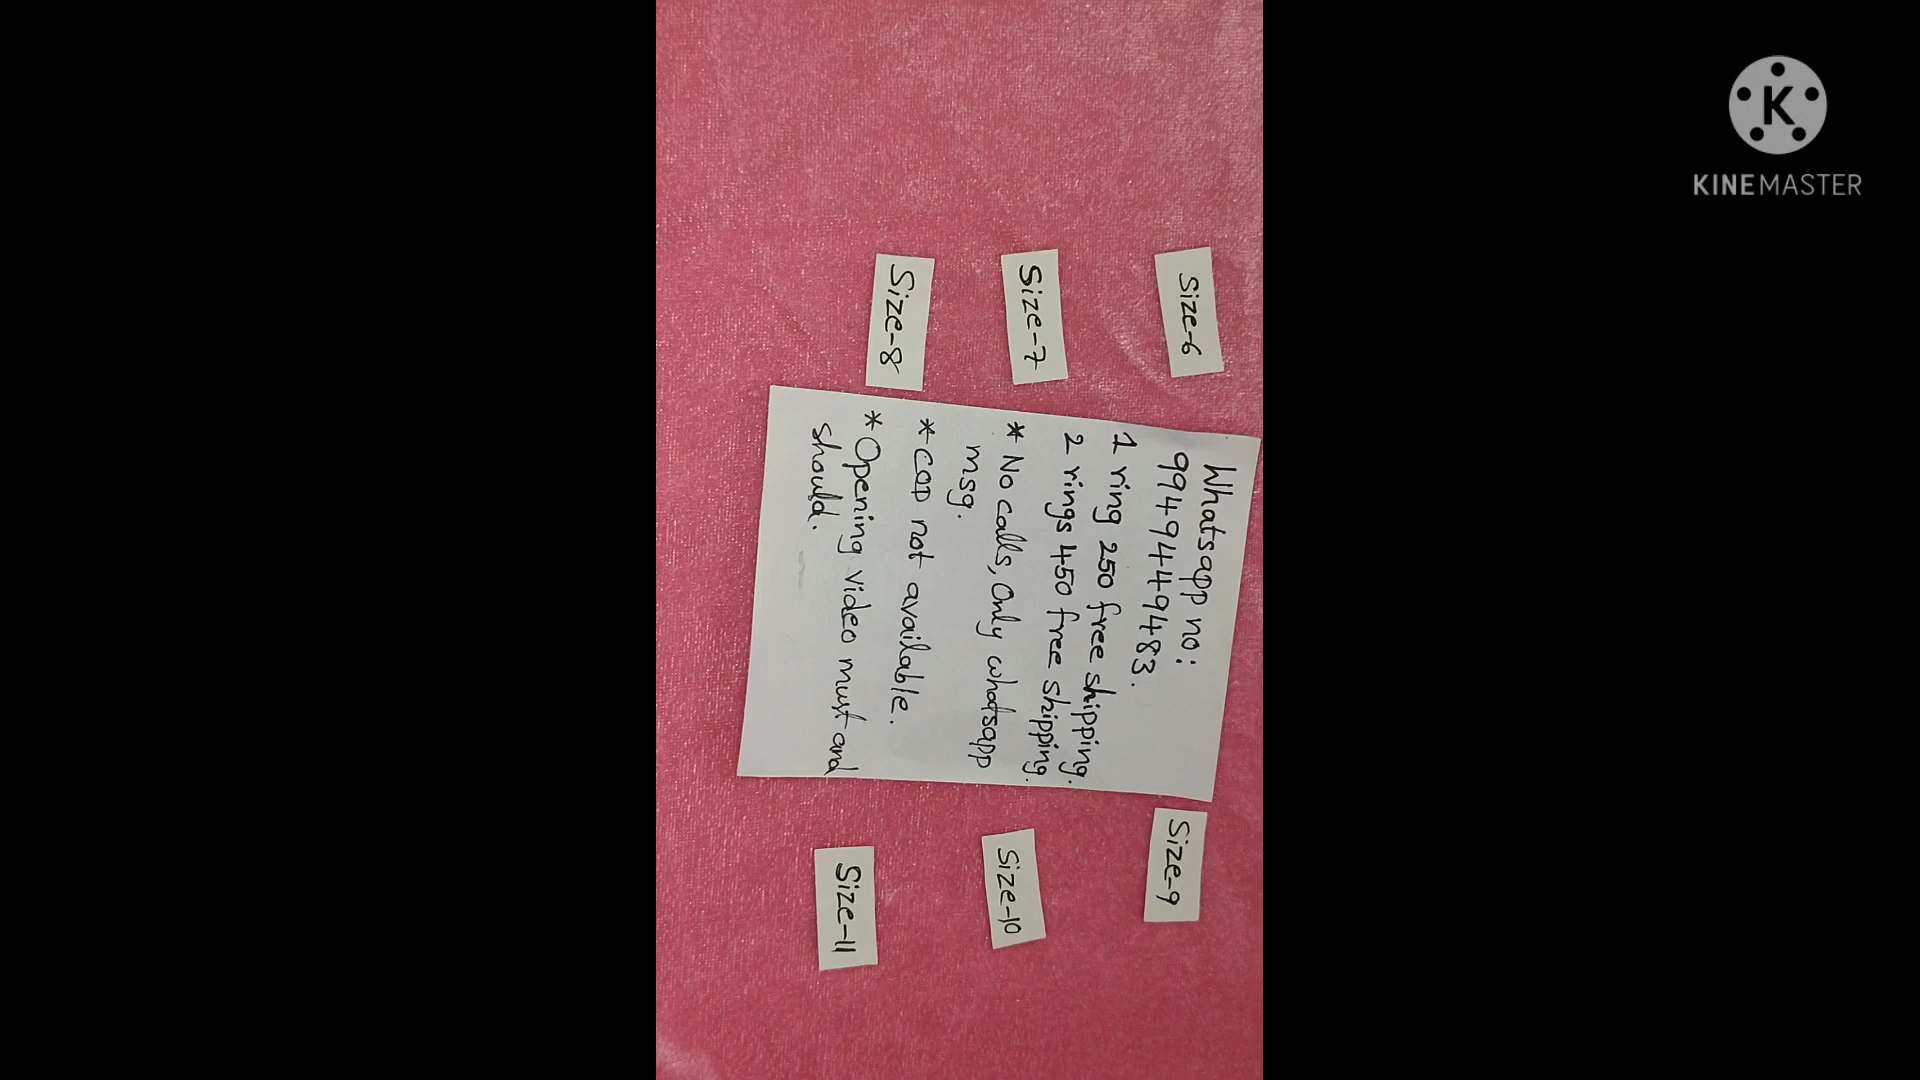 Whatsapp no:
9949449483.
1 ring 250 free shipping.
2 rings 450 free shipping.
* No calls, Only whatsapp
msg.
* COD not available.
* Opening video must and
should.
Size-6
Size-7
Size-8
Size-9
Size-10
Size-11
KINEMASTER